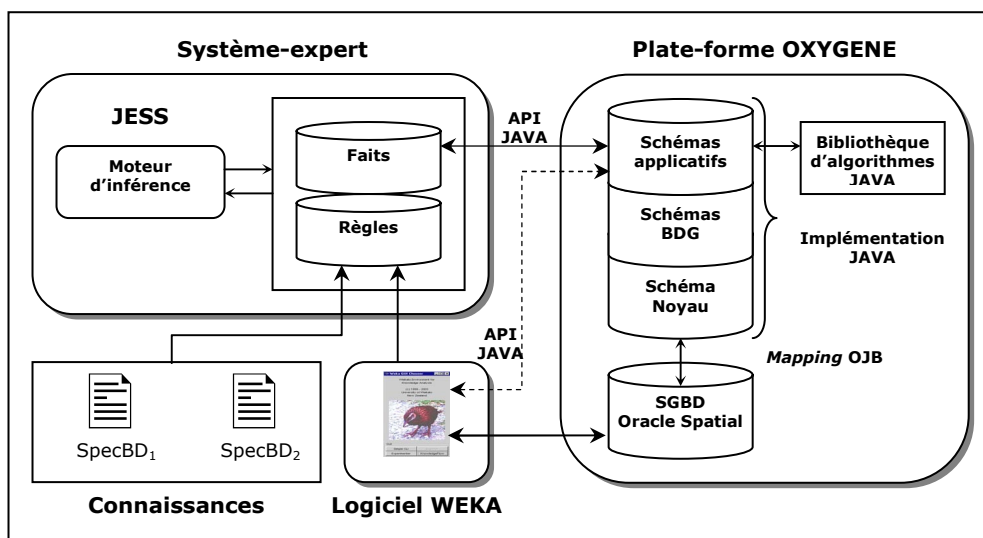 Système-expert
Plate-forme OXYGENE
JESS
Moteur
d'inférence
Faits
Règles
API
JAVA
Schémas
applicatifs
Schémas
BDG
Schéma
Noyau
Bibliothèque
d'algorithmes
JAVA
Implémentation
JAVA
API
JAVA
Mapping OJB
SGBD
Oracle Spatial
SpecBD₁
SpecBD₂
Connaissances
Logiciel WEKA